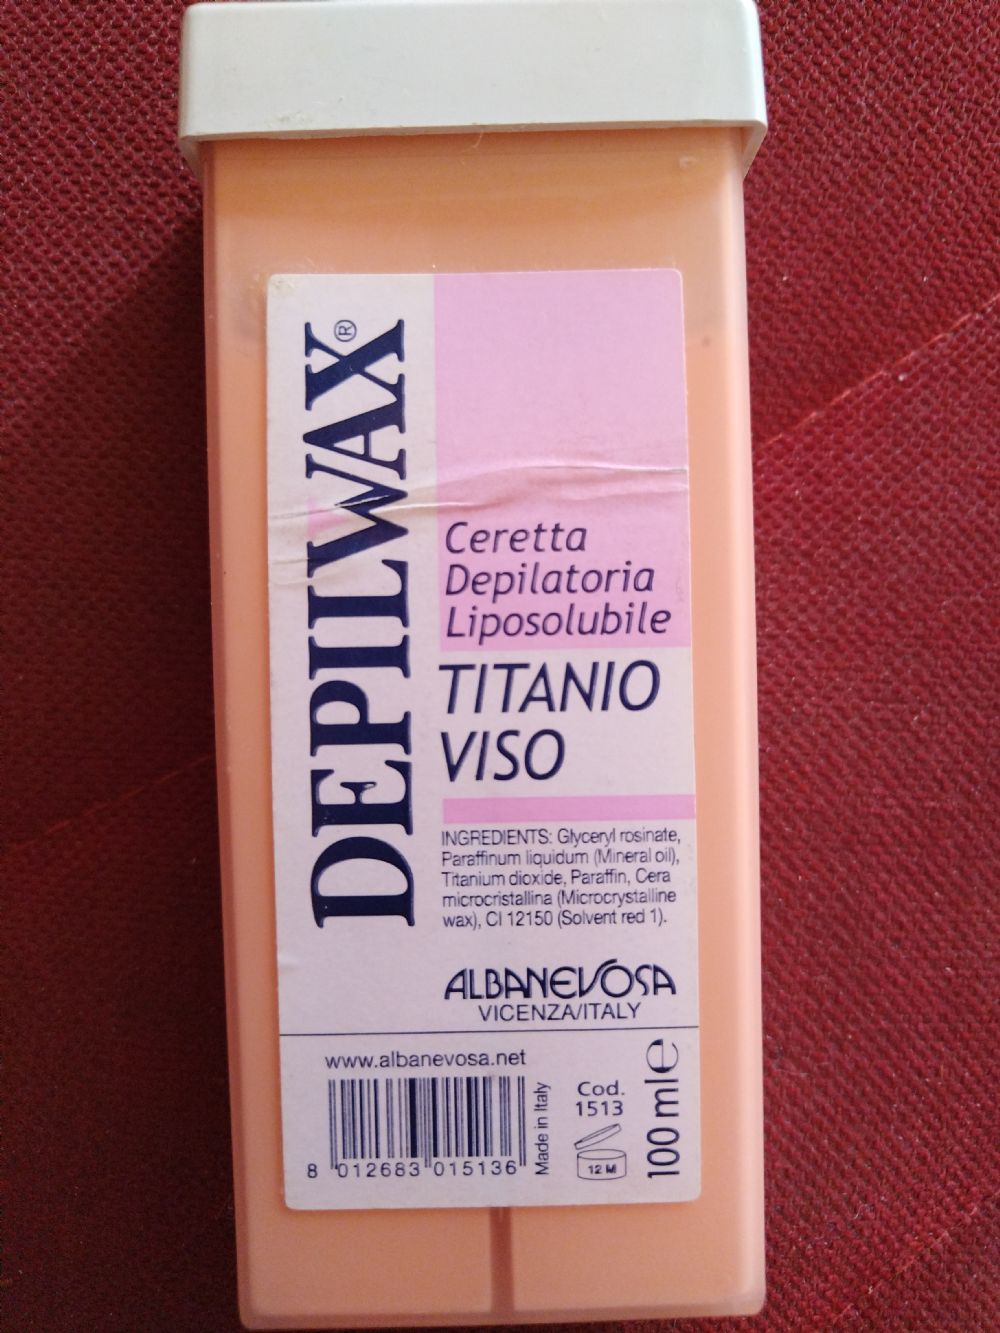 DEPILWAX®
Ceretta
Depilatoria
Liposolubile
TITANIO
VISO
INGREDIENTS: Glyceryl rosinate,
Paraffinum liquidum (Mineral oil),
Titanium dioxide, Paraffin, Cera
microcristallina (Microcrystalline
wax), CI 12150 (Solvent red 1).
ALBANEVOSA
VICENZA/ITALY
www.albanevosa.net
8 012683 015136
Made in Italy
Cod.
1513
12 M
100 ml e